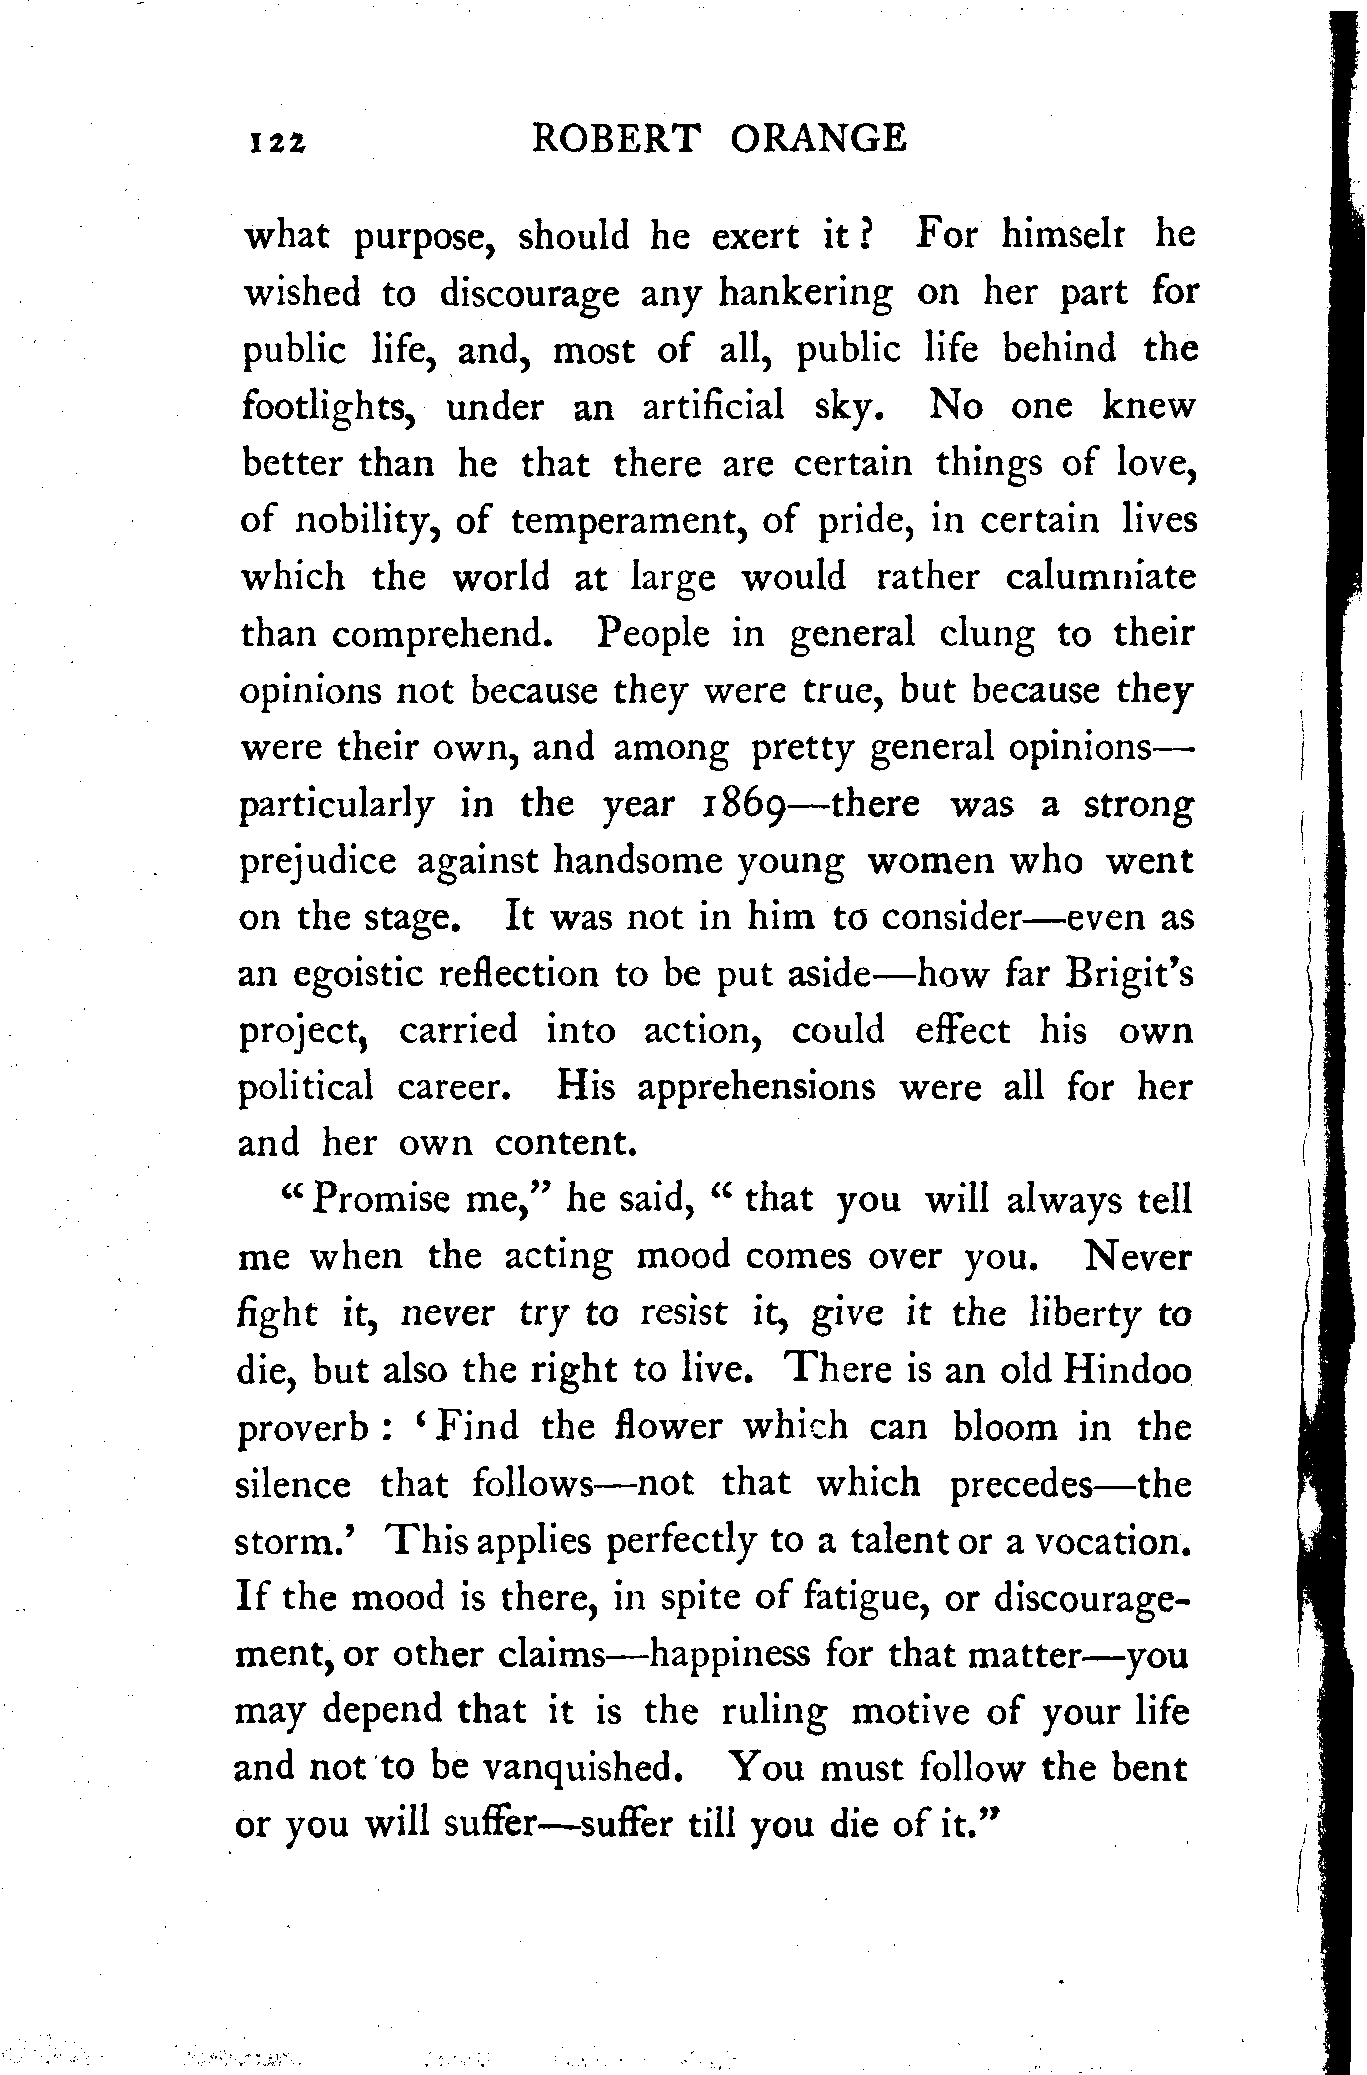 122 ROBERT ORANGE
what purpose, should he exert it ? For himself he
wished to discourage any hankering on her part for
public life, and, most of all, public life behind the
footlights, under an artificial sky. No one knew
better than he that there are certain things of love,
of nobility, of temperament, of pride, in certain lives
which the world at large would rather calumniate
than comprehend. People in general clung to their
opinions not because they were true, but because they
were their own, and among pretty general opinions—
particularly in the year 1869—there was a strong
prejudice against handsome young women who went
on the stage. It was not in him to consider—even as
an egoistic reflection to be put aside—how far Brigit's
project, carried into action, could effect his own
political career. His apprehensions were all for her
and her own content.
“ Promise me,” he said, “ that you will always tell
me when the acting mood comes over you. Never
fight it, never try to resist it, give it the liberty to
die, but also the right to live. There is an old Hindoo
proverb : ‘ Find the flower which can bloom in the
silence that follows—not that which precedes—the
storm.’ This applies perfectly to a talent or a vocation.
If the mood is there, in spite of fatigue, or discourage-
ment, or other claims—happiness for that matter—you
may depend that it is the ruling motive of your life
and not to be vanquished. You must follow the bent
or you will suffer—suffer till you die of it.”